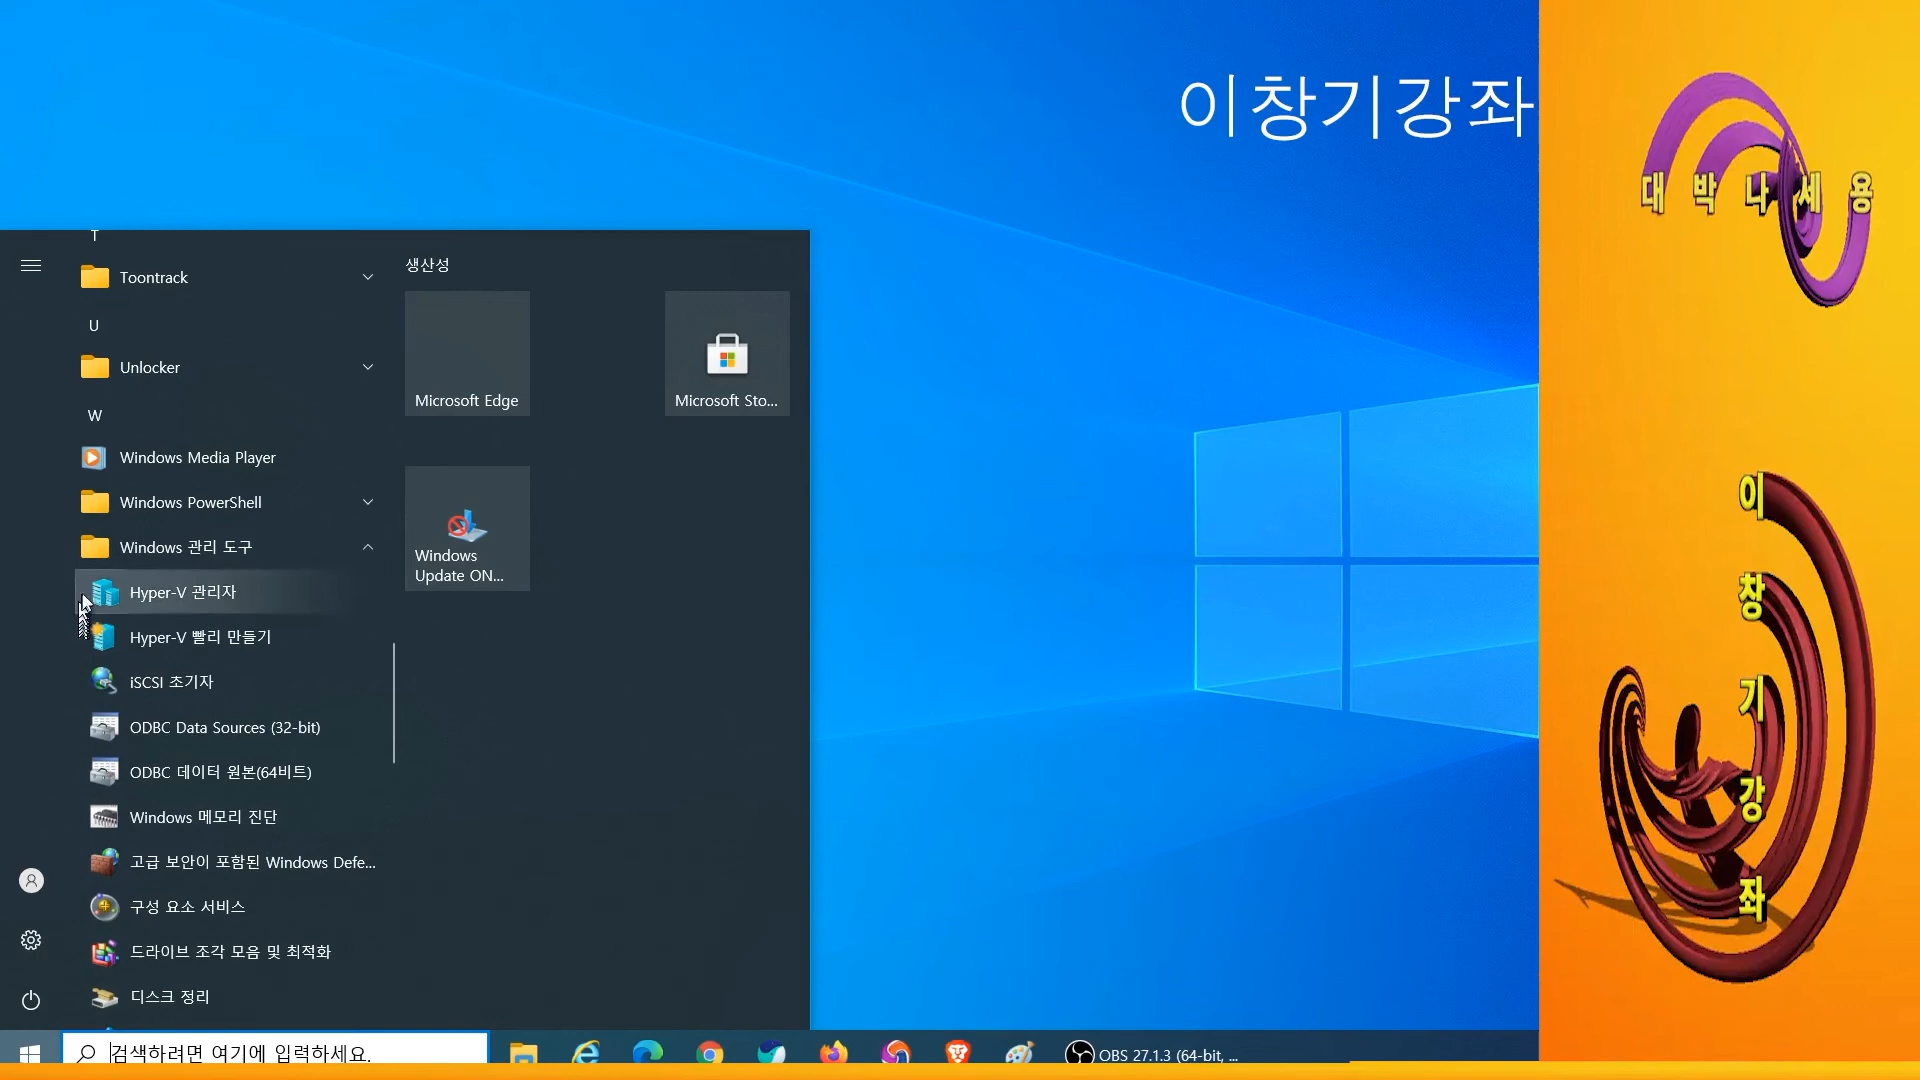 이창기강좌
대 박 나 세 용
이
창
기
강
좌
T
Toontrack
U
Unlocker
W
Windows Media Player
Windows PowerShell
Windows 관리 도구
Hyper-V 관리자
Hyper-V 빨리 만들기
iSCSI 초기자
ODBC Data Sources (32-bit)
ODBC 데이터 원본(64비트)
Windows 메모리 진단
고급 보안이 포함된 Windows Defe...
구성 요소 서비스
드라이브 조각 모음 및 최적화
디스크 정리
생산성
Microsoft Edge
Microsoft Sto...
Windows
Update ON...
검색하려면 여기에 입력하세요.
OBS 27.1.3 (64-bit, ...